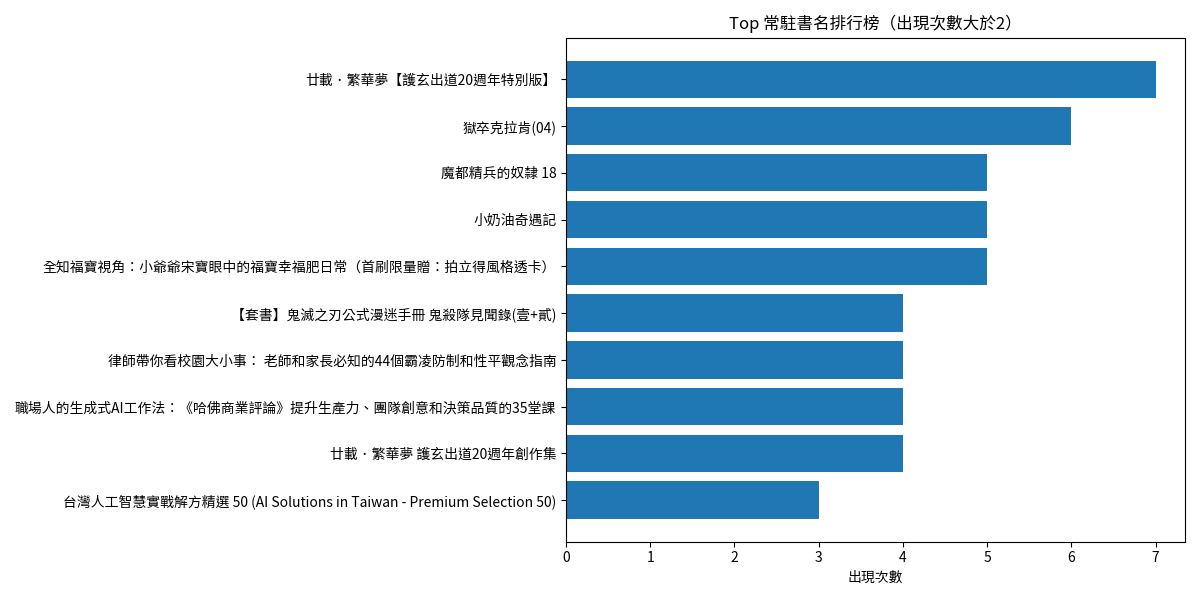 Top 常駐書名排行榜（出現次數大於2）
廿載．繁華夢【護玄出道20週年特別版】
獄卒克拉肯(04)
魔都精兵的奴隸 18
小奶油奇遇記
全知福寶視角：小爺爺宋寶眼中的福寶幸福肥日常（首刷限量贈：拍立得風格透卡）
【套書】鬼滅之刃公式漫迷手冊 鬼殺隊見聞錄(壹+貳)
律師帶你看校園大小事： 老師和家長必知的44個霸凌防制和性平觀念指南
職場人的生成式AI工作法：《哈佛商業評論》提升生產力、團隊創意和決策品質的35堂課
廿載．繁華夢 護玄出道20週年創作集
台灣人工智慧實戰解方精選 50 (AI Solutions in Taiwan - Premium Selection 50)
0 1 2 3 4 5 6 7
出現次數